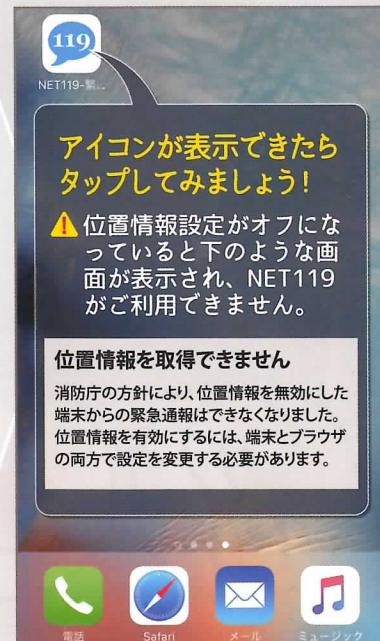 119
NET119-緊...
アイコンが表示できたら
タップしてみましょう!
位置情報設定がオフにな
っていると下のような画
面が表示され、NET119
がご利用できません。
位置情報を取得できません
消防庁の方針により、位置情報を無効にした
端末からの緊急通報はできなくなりました。
位置情報を有効にするには、端末とブラウザ
の両方で設定を変更する必要があります。
電話 Safari メール ミュージック